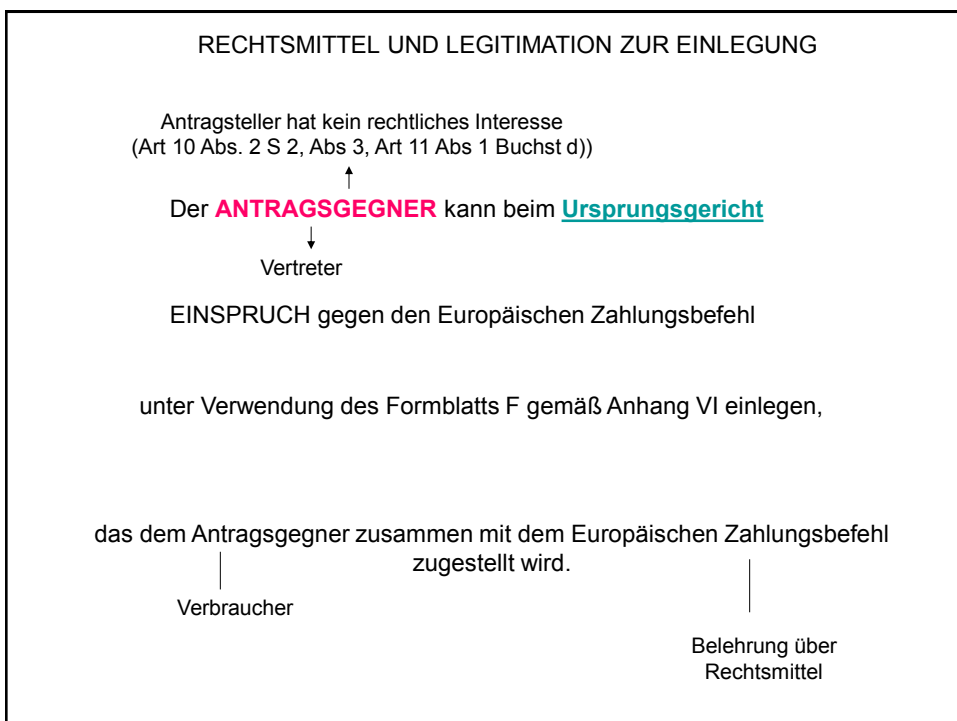 RECHTSMITTEL UND LEGITIMATION ZUR EINLEGUNG
Antragsteller hat kein rechtliches Interesse
(Art 10 Abs. 2 S 2, Abs 3, Art 11 Abs 1 Buchst d))
Der ANTRAGSGEGNER kann beim Ursprungsgericht
Vertreter
EINSPRUCH gegen den Europäischen Zahlungsbefehl
unter Verwendung des Formblatts F gemäß Anhang VI einlegen,
das dem Antragsgegner zusammen mit dem Europäischen Zahlungsbefehl
zugestellt wird.
Verbraucher
Belehrung über
Rechtsmittel